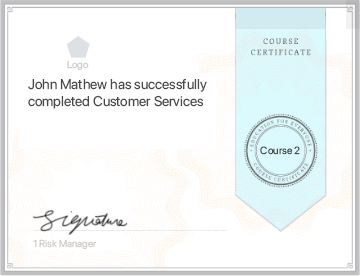 COURSE
CERTIFICATE
Logo
John Mathew has successfully
completed Customer Services
EDUCATION FOR EVERYONE
Course 2
COURSE CERTIFICATE
Signature
1 Risk Manager